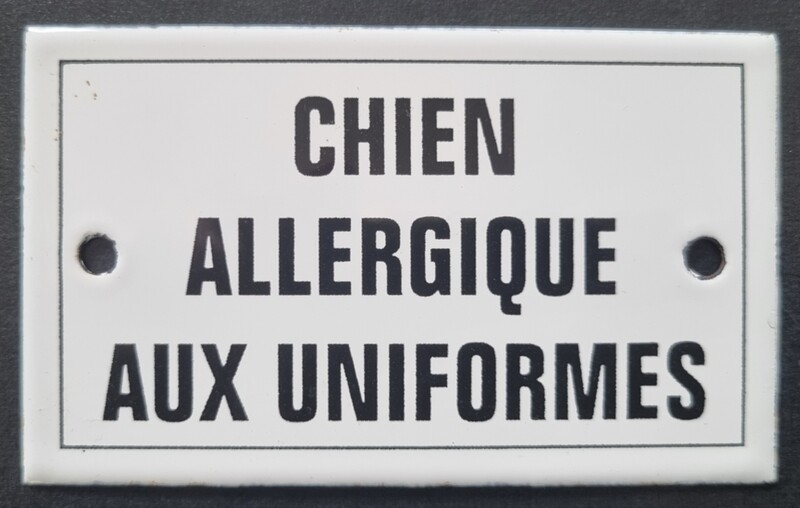 CHIEN
ALLERGIQUE
AUX UNIFORMES